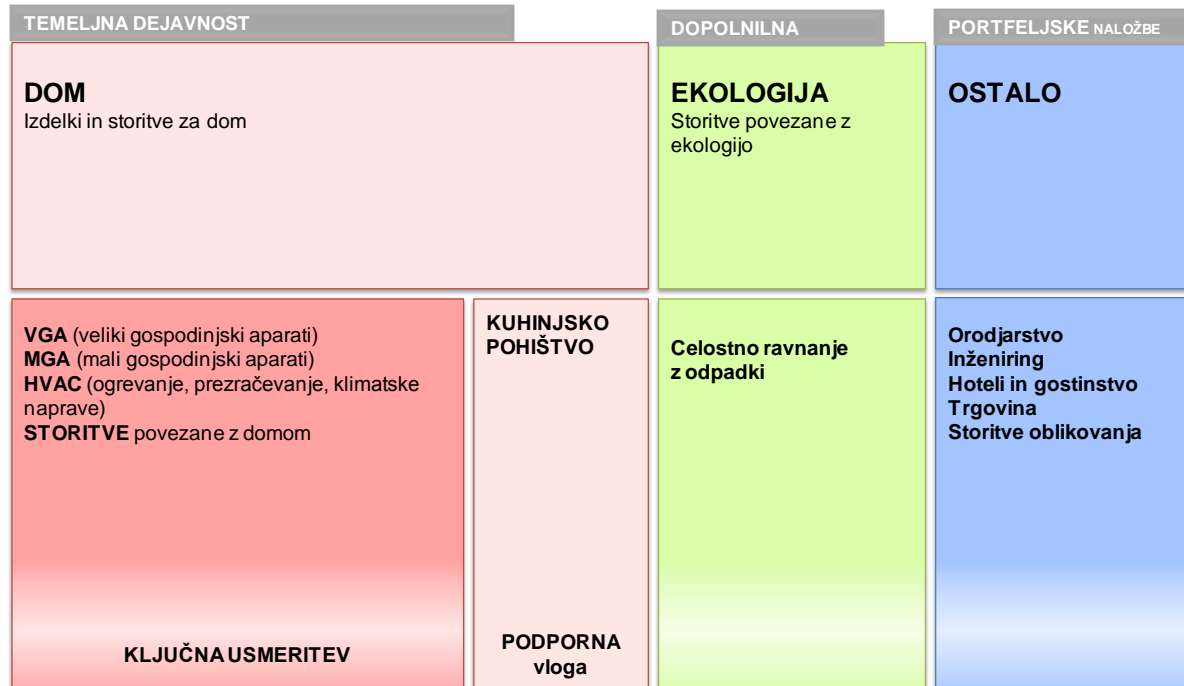 TEMELJNA DEJAVNOST
DOPOLNILNA
PORTFELJSKE NALOŽBE
DOM
Izdelki in storitve za dom
EKOLOGIJA
Storitve povezane z
ekologijo
OSTALO
VGA (veliki gospodinjski aparati)
MGA (mali gospodinjski aparati)
HVAC (ogrevanje, prezračevanje, klimatske
naprave)
STORITVE povezane z domom
KLJUČNA USMERITEV
KUHINJSKO
POHIŠTVO
PODPORNA
vloga
Celostno ravnanje
z odpadki
Orodjarstvo
Inženiring
Hoteli in gostinstvo
Trgovina
Storitve oblikovanja